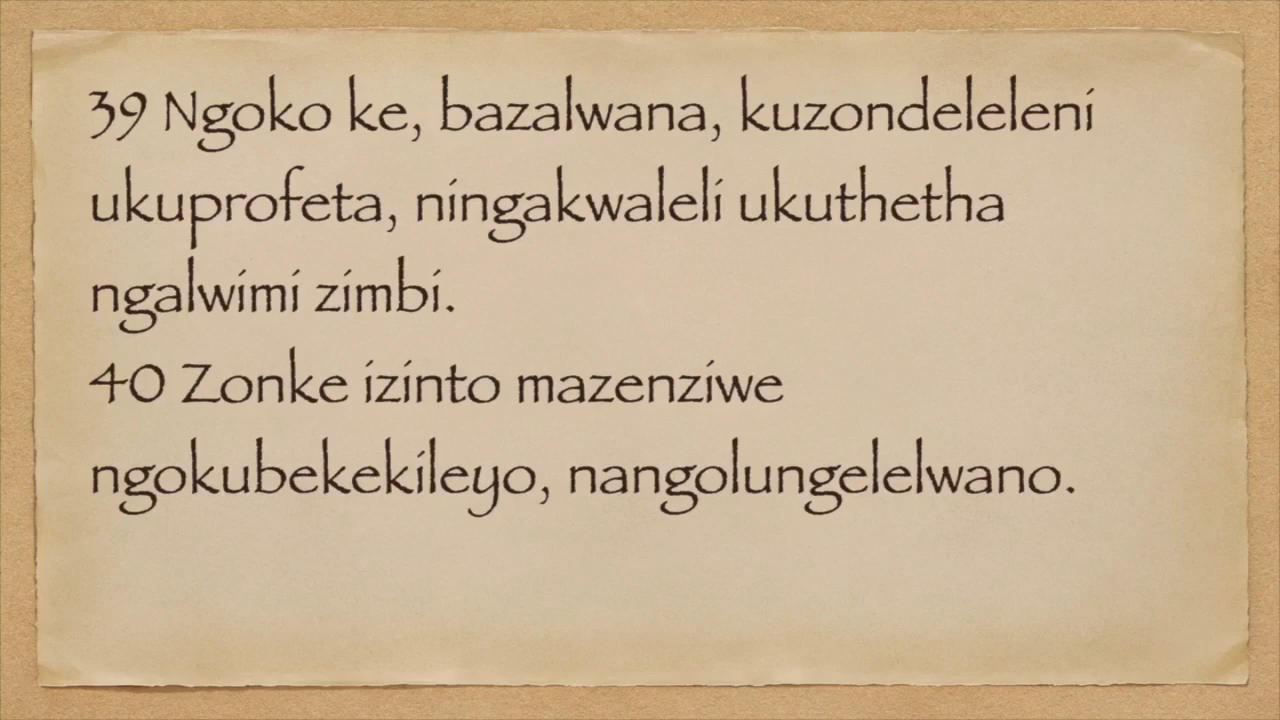 39 Ngoko ke, bazalwana, kuzondeleleni
ukuprofeta, ningakwaleli ukuthetha
ngalwimi zimbi.
40 Zonke izinto mazenziwe
ngokubekekileyo, nangolungelelwano.